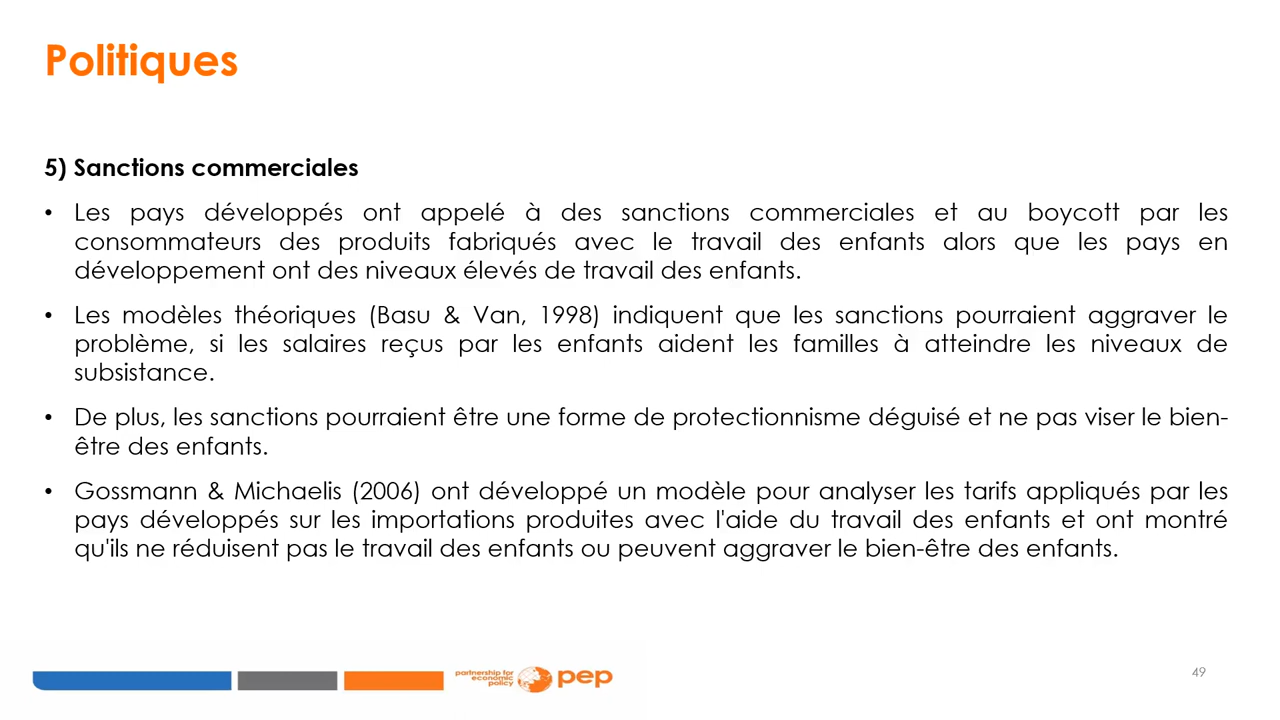 Politiques
5) Sanctions commerciales
• Les pays développés ont appelé à des sanctions commerciales et au boycott par les
consommateurs des produits fabriqués avec le travail des enfants alors que les pays en
développement ont des niveaux élevés de travail des enfants.
• Les modèles théoriques (Basu & Van, 1998) indiquent que les sanctions pourraient aggraver le
problème, si les salaires reçus par les enfants aident les familles à atteindre les niveaux de
subsistance.
• De plus, les sanctions pourraient être une forme de protectionnisme déguisé et ne pas viser le bien-
être des enfants.
• Gossmann & Michaelis (2006) ont développé un modèle pour analyser les tarifs appliqués par les
pays développés sur les importations produites avec l'aide du travail des enfants et ont montré
qu'ils ne réduisent pas le travail des enfants ou peuvent aggraver le bien-être des enfants.
partnership for
economic
policy
pep
49